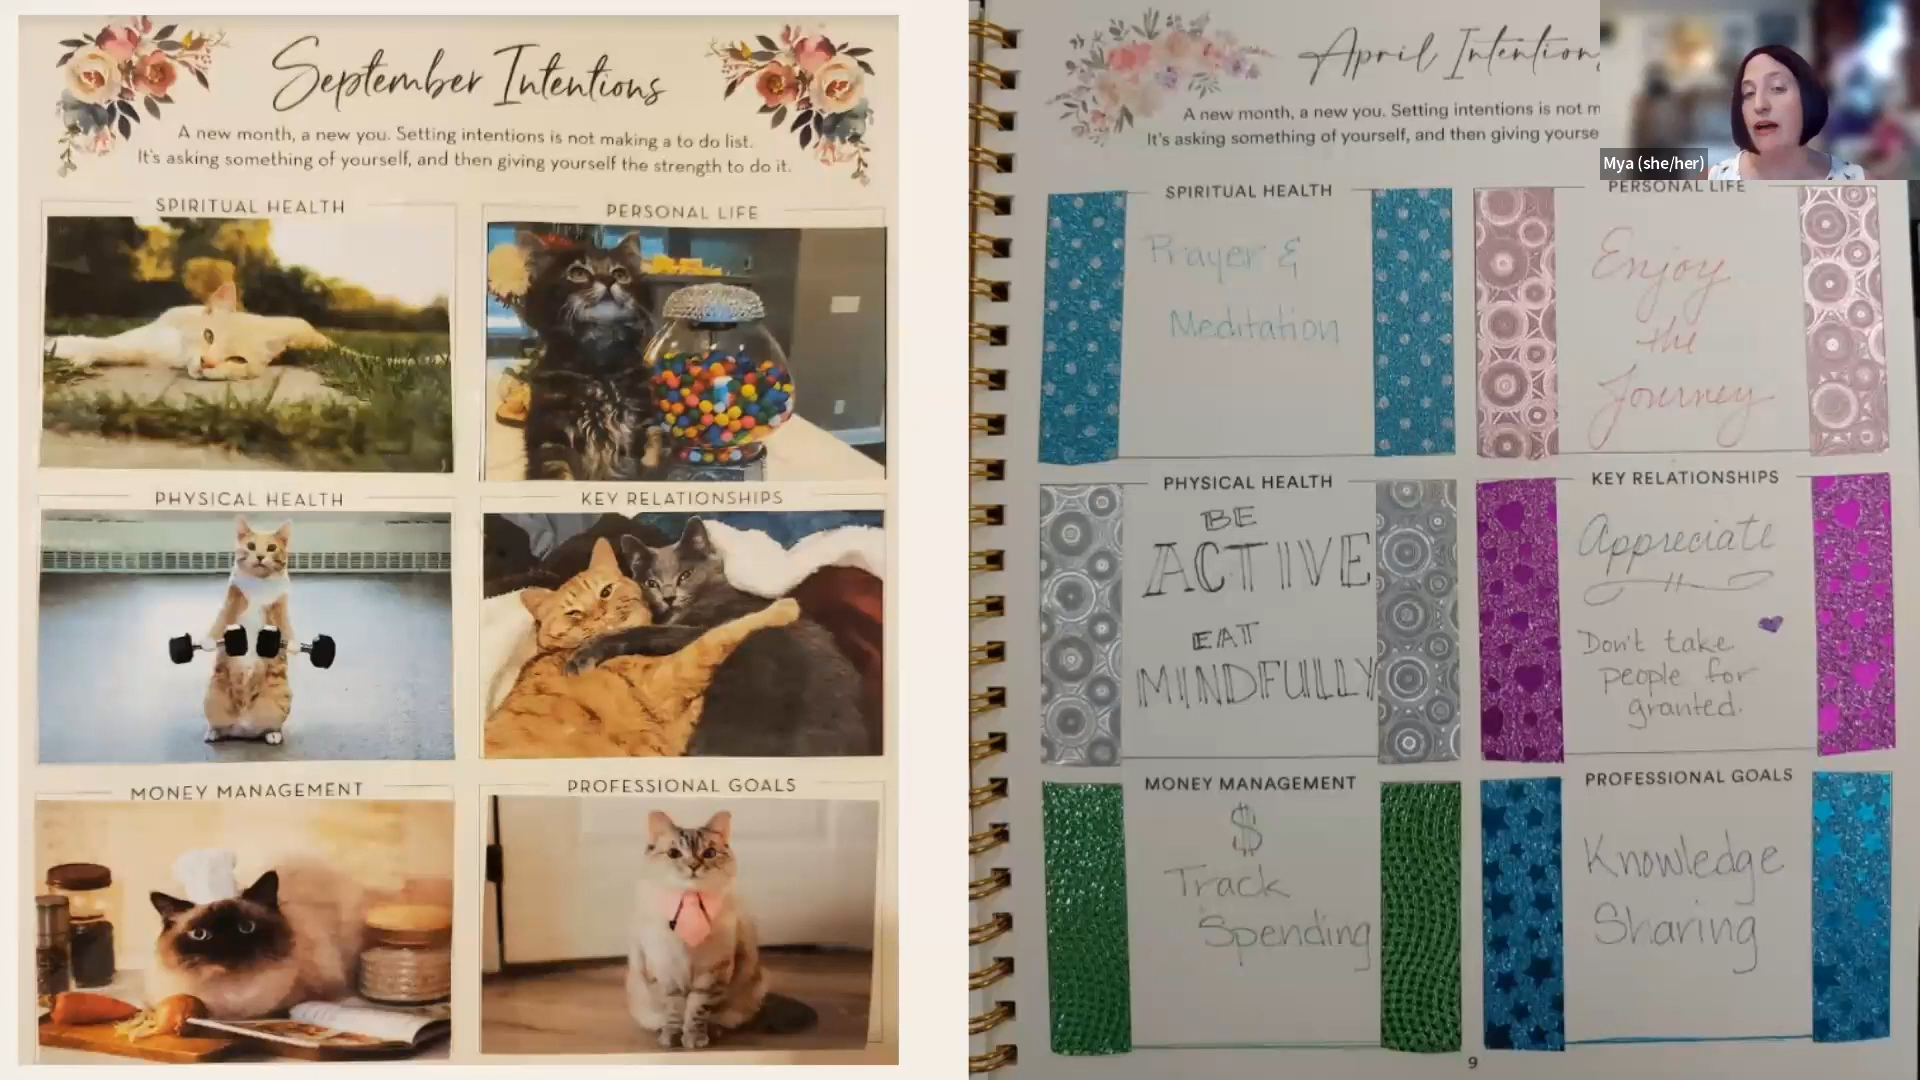 September Intentions
A new month, a new you. Setting intentions is not making a to do list.
It's asking something of yourself, and then giving yourself the strength to do it.
SPIRITUAL HEALTH
PERSONAL LIFE
PHYSICAL HEALTH
KEY RELATIONSHIPS
MONEY MANAGEMENT
PROFESSIONAL GOALS
April Intentions
A new month, a new you. Setting intentions is not m
It's asking something of yourself, and then giving yourse
Mya (she/her)
SPIRITUAL HEALTH
Prayer &
Meditation
PERSONAL LIFE
Enjoy
the
Journey
PHYSICAL HEALTH
BE
ACTIVE
EAT
MINDFULLY
KEY RELATIONSHIPS
Appreciate
Don't take
people for
granted.
MONEY MANAGEMENT
$
Track
Spending
PROFESSIONAL GOALS
Knowledge
Sharing
9